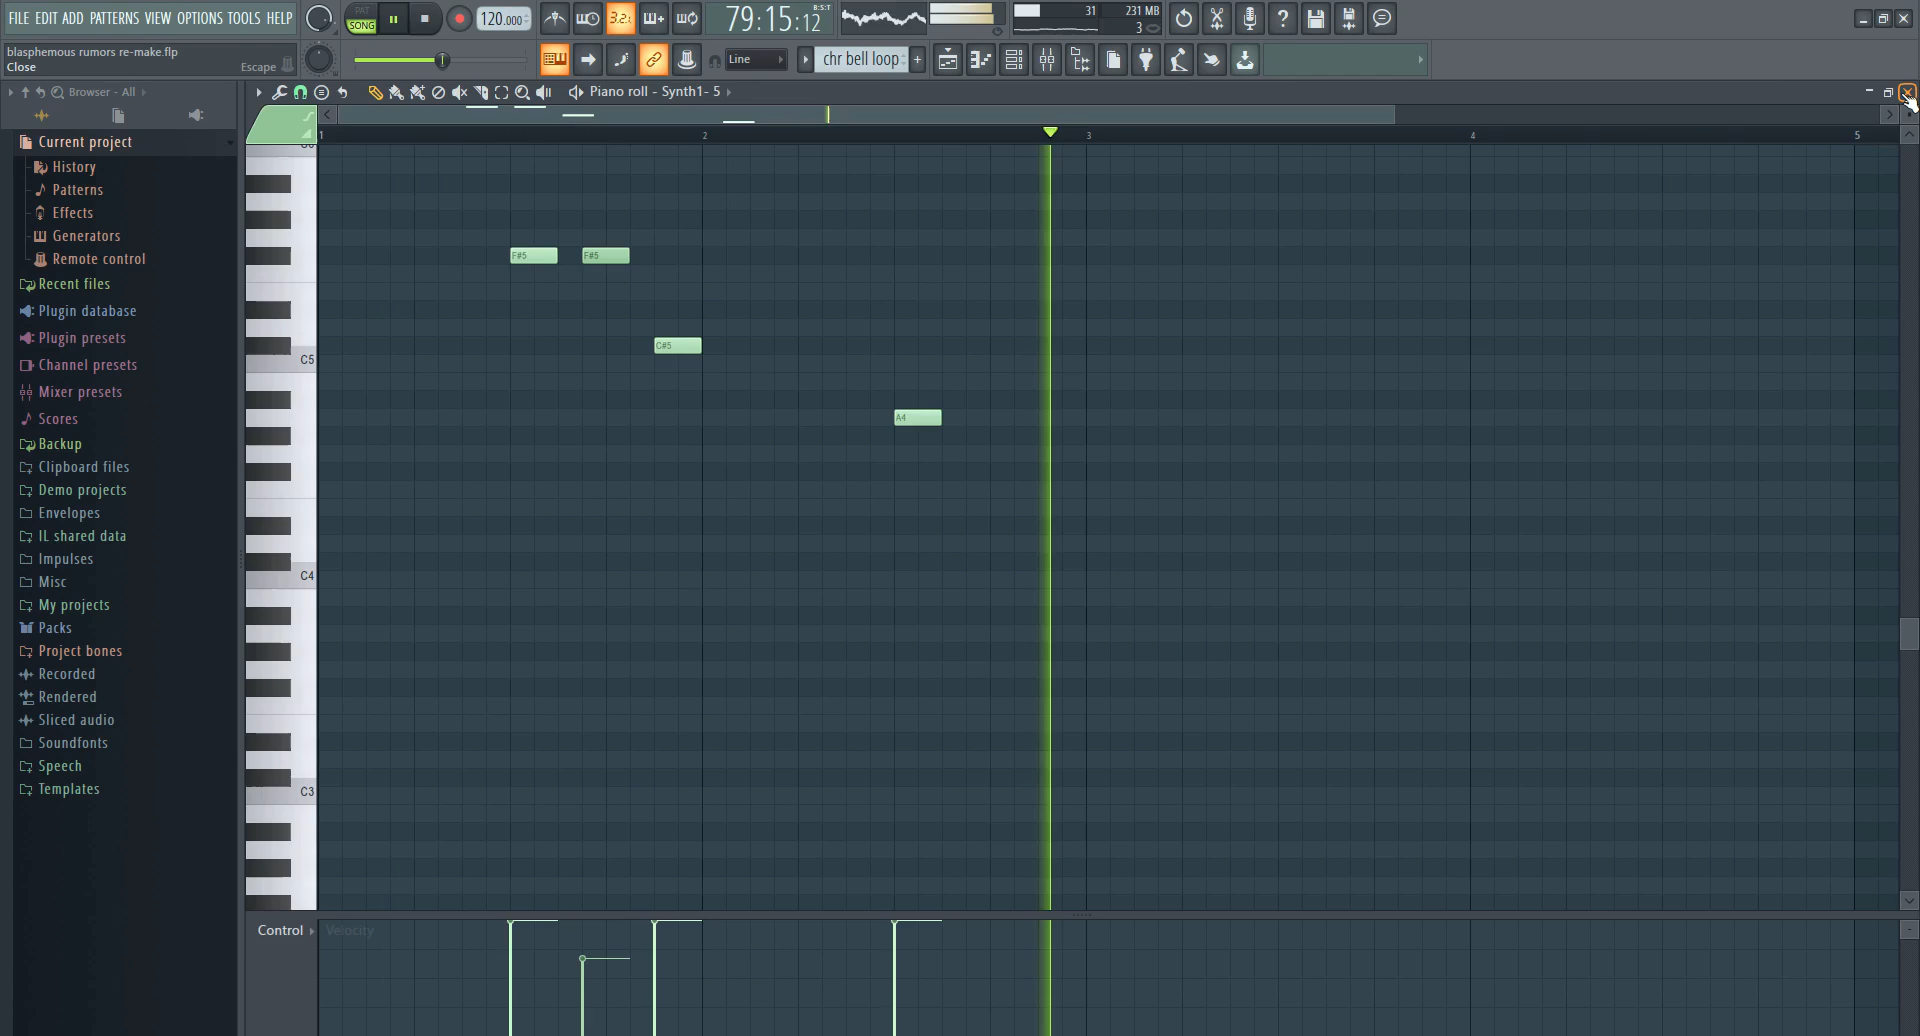 FILE EDIT ADD PATTERNS VIEW OPTIONS TOOLS HELP
PAT
SONG
120.000
3.2.
79:15:12
B:S:T
31
231 MB
3
blasphemous rumors re-make.flp
Close
Escape
Line
chr bell loop
+
Browser - All
Piano roll - Synth1- 5
Current project
History
Patterns
Effects
Generators
Remote control
Recent files
Plugin database
Plugin presets
Channel presets
Mixer presets
Scores
Backup
Clipboard files
Demo projects
Envelopes
IL shared data
Impulses
Misc
My projects
Packs
Project bones
Recorded
Rendered
Sliced audio
Soundfonts
Speech
Templates
1 2 3 4 5
F#5 F#5
C#5
C5
A4
C4
C3
Control
Velocity